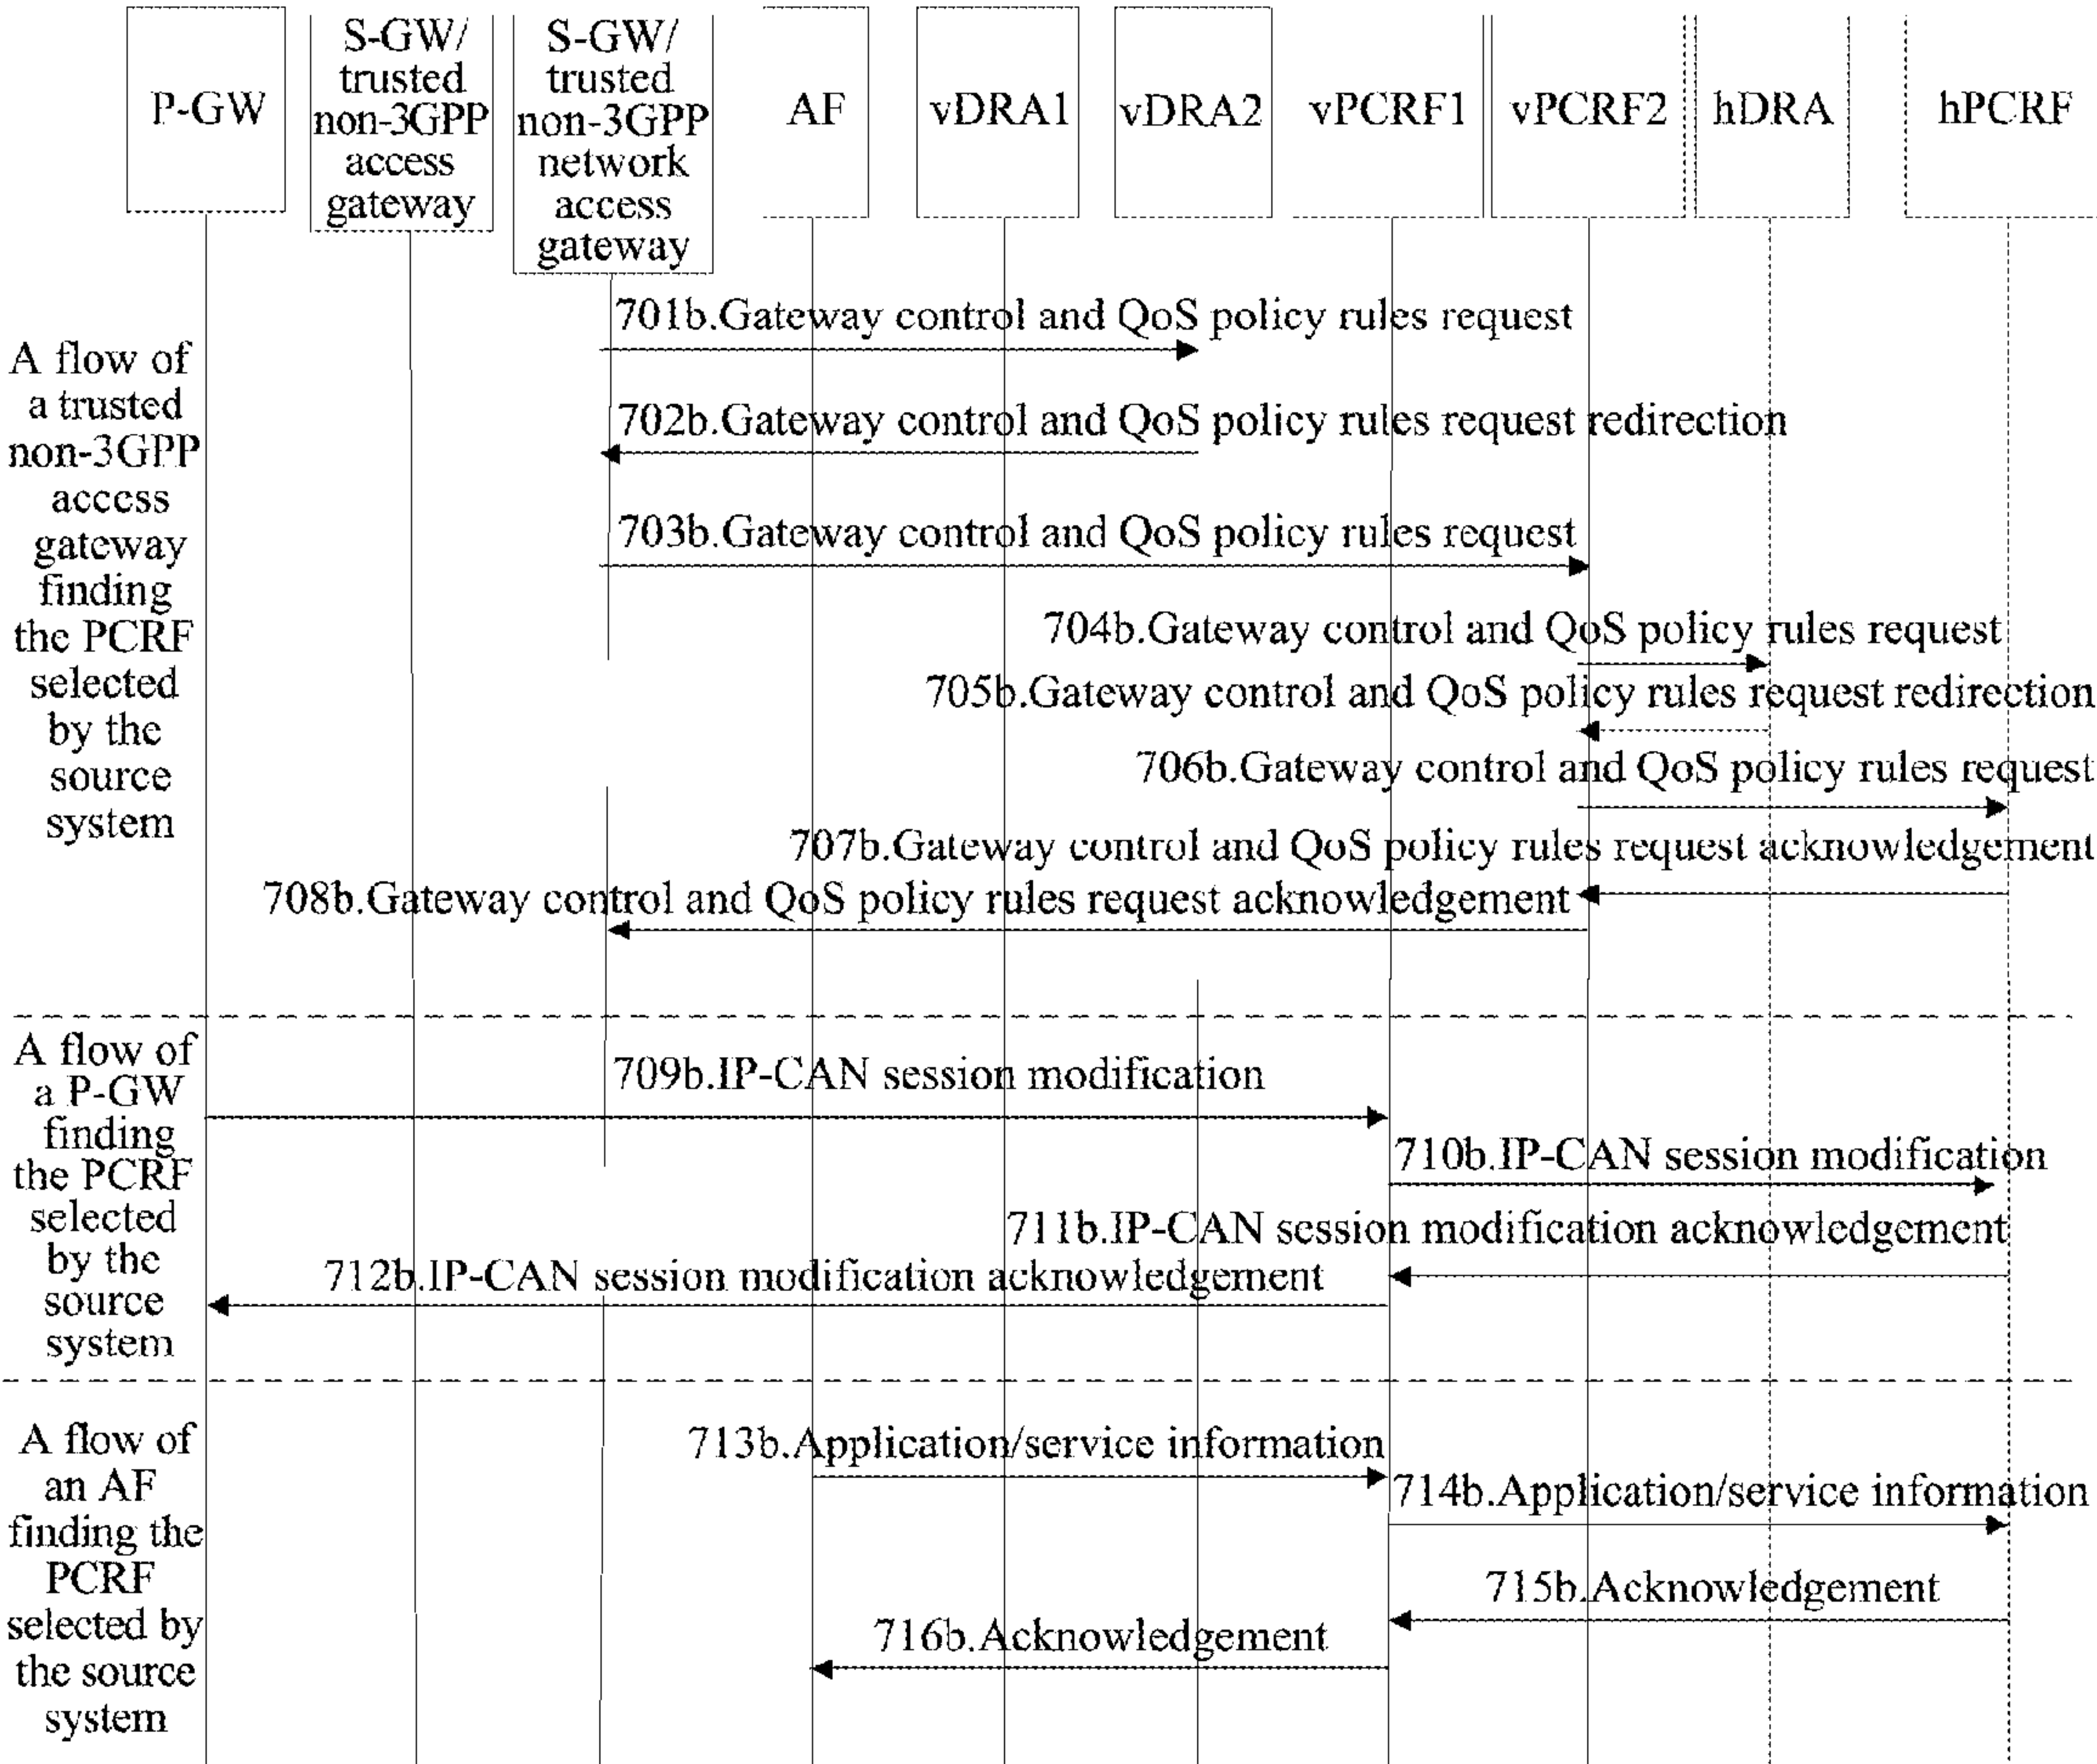 P-GW
S-GW/
trusted
non-3GPP
access
gateway
S-GW/
trusted
non-3GPP
network
access
gateway
AF
vDRA1
vDRA2
vPCRF1
vPCRF2
hDRA
hPCRF
A flow of
a trusted
non-3GPP
access
gateway
finding
the PCRF
selected
by the
source
system
701b.Gateway control and QoS policy rules request
702b.Gateway control and QoS policy rules request redirection
703b.Gateway control and QoS policy rules request
704b.Gateway control and QoS policy rules request
705b.Gateway control and QoS policy rules request redirection
706b.Gateway control and QoS policy rules request
707b.Gateway control and QoS policy rules request acknowledgement
708b.Gateway control and QoS policy rules request acknowledgement
A flow of
a P-GW
finding
the PCRF
selected
by the
source
system
709b.IP-CAN session modification
710b.IP-CAN session modification
711b.IP-CAN session modification acknowledgement
712b.IP-CAN session modification acknowledgement
A flow of
an AF
finding the
PCRF
selected by
the source
system
713b.Application/service information
714b.Application/service information
715b.Acknowledgement
716b.Acknowledgement